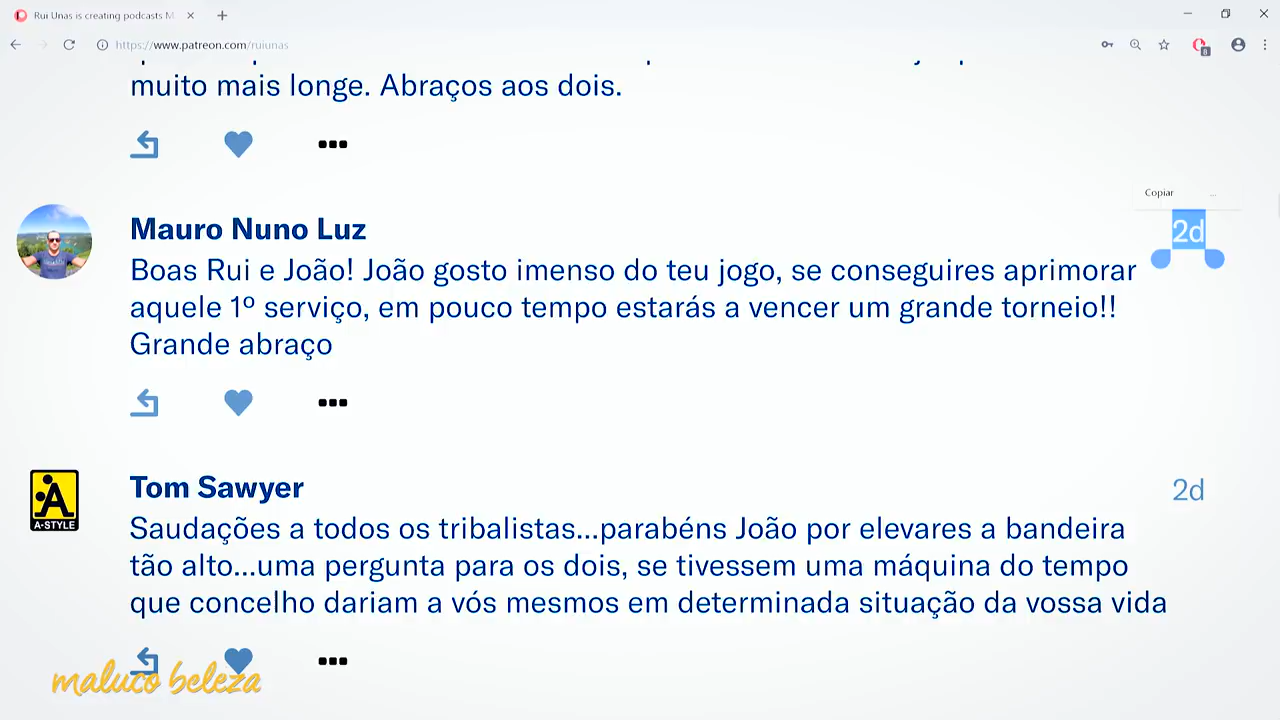 Rui Unas is creating podcasts M
https://www.patreon.com/ruiunas
8
muito mais longe. Abraços aos dois.
Copiar ...
Mauro Nuno Luz
2d
Boas Rui e João! João gosto imenso do teu jogo, se conseguires aprimorar
aquele 1º serviço, em pouco tempo estarás a vencer um grande torneio!!
Grande abraço
A
A-STYLE
Tom Sawyer
2d
Saudações a todos os tribalistas...parabéns João por elevares a bandeira
tão alto...uma pergunta para os dois, se tivessem uma máquina do tempo
que concelho dariam a vós mesmos em determinada situação da vossa vida
maluco beleza